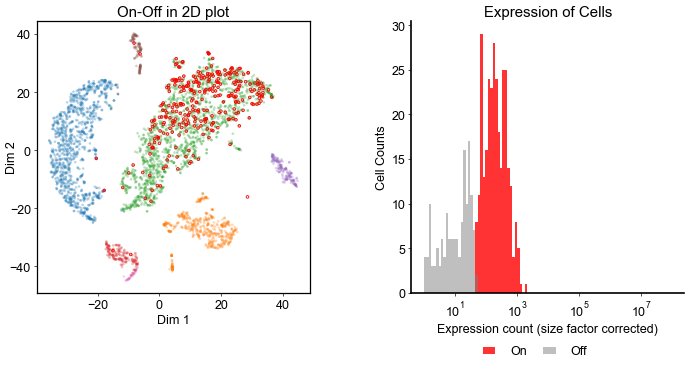 On-Off in 2D plot
Dim 2
40
20
0
−20
−40
−20 0 20 40
Dim 1
Expression of Cells
Cell Counts
30
25
20
15
10
5
0
10^1 10^3 10^5 10^7
Expression count (size factor corrected)
On Off